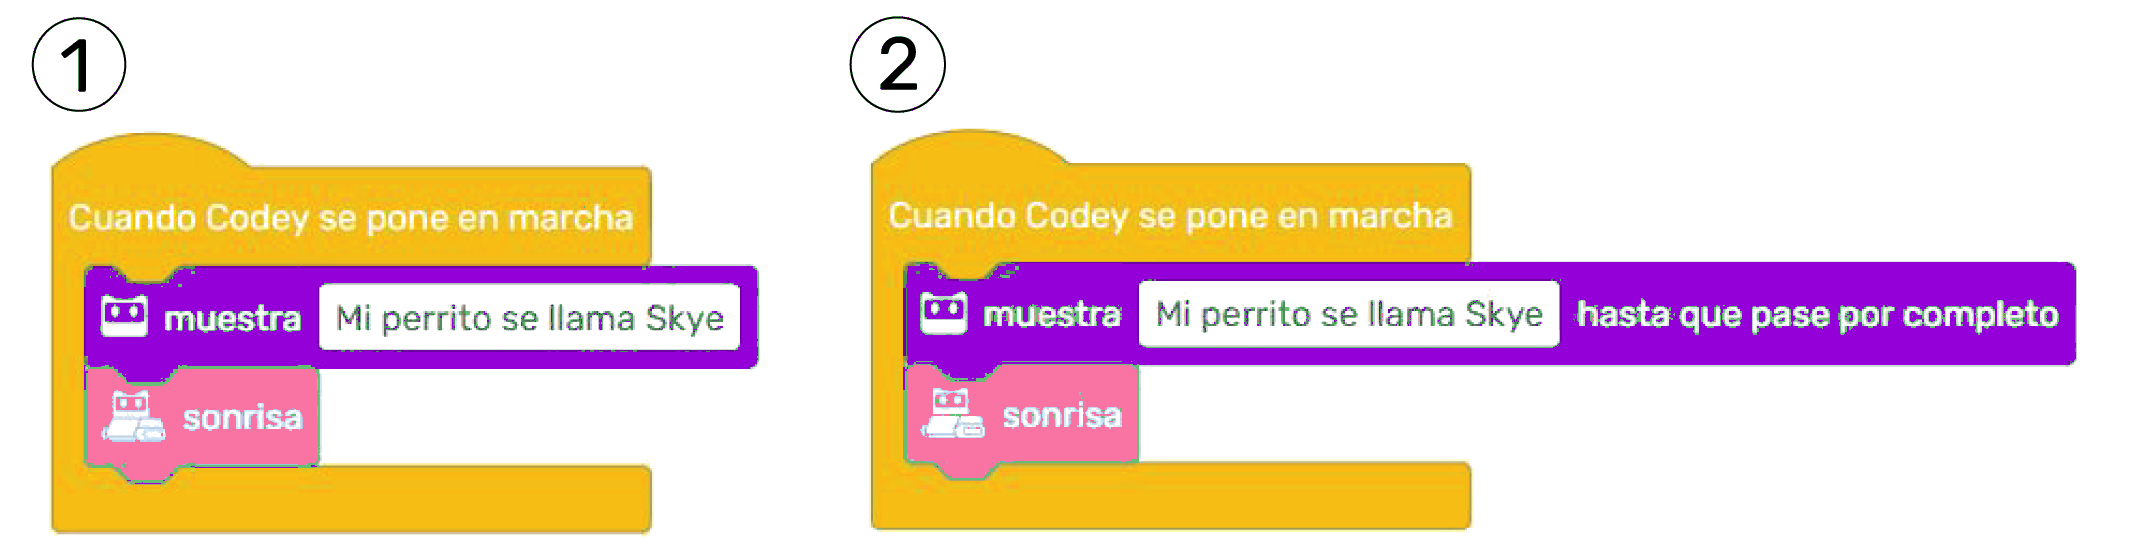 1
Cuando Codey se pone en marcha
muestra Mi perrito se llama Skye
sonrisa
2
Cuando Codey se pone en marcha
muestra Mi perrito se llama Skye hasta que pase por completo
sonrisa